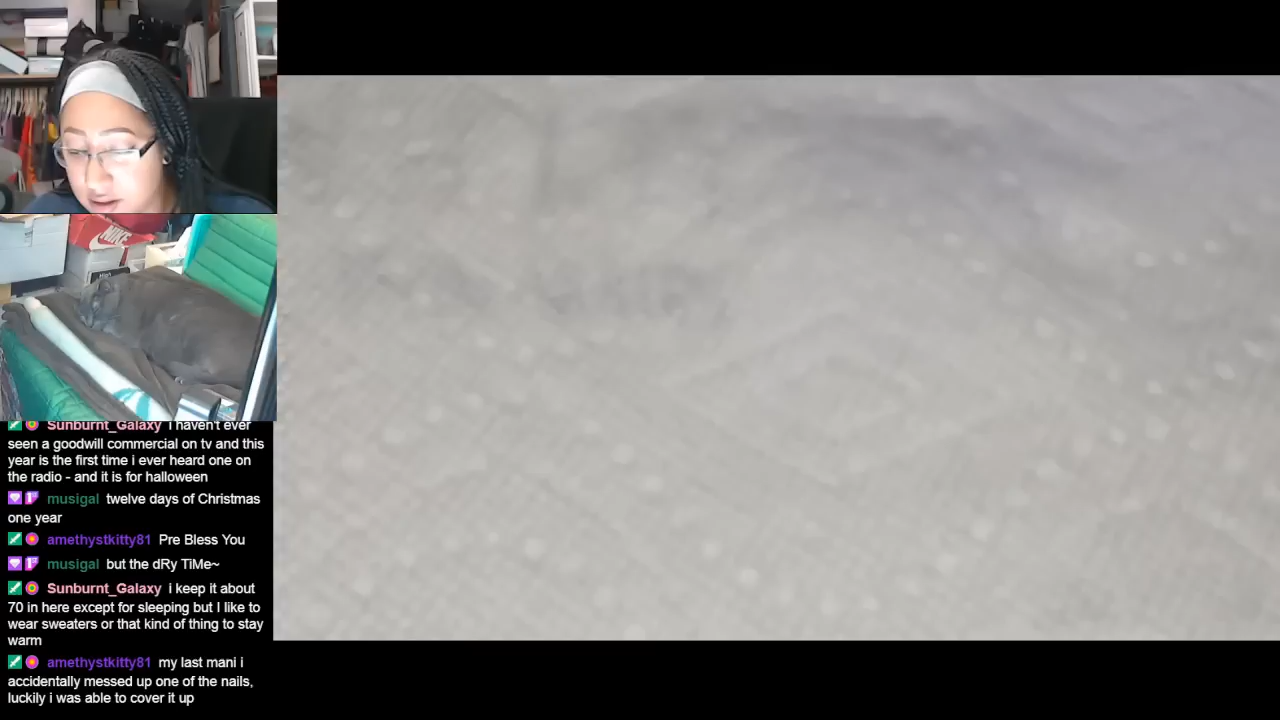 NIKE
High
Sunburnt_Galaxy i haven't ever
seen a goodwill commercial on tv and this
year is the first time i ever heard one on
the radio - and it is for halloween
musigal twelve days of Christmas
one year
amethystkitty81 Pre Bless You
musigal but the dRy TiMe~
Sunburnt_Galaxy i keep it about
70 in here except for sleeping but I like to
wear sweaters or that kind of thing to stay
warm
amethystkitty81 my last mani i
accidentally messed up one of the nails,
luckily i was able to cover it up